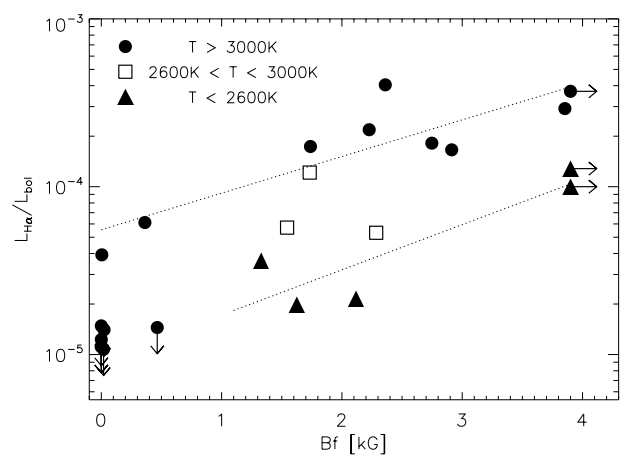 10⁻³
T > 3000K
2600K < T < 3000K
T < 2600K
10⁻⁴
L_Hα/L_bol
10⁻⁵
0 1 2 3 4
Bf [kG]